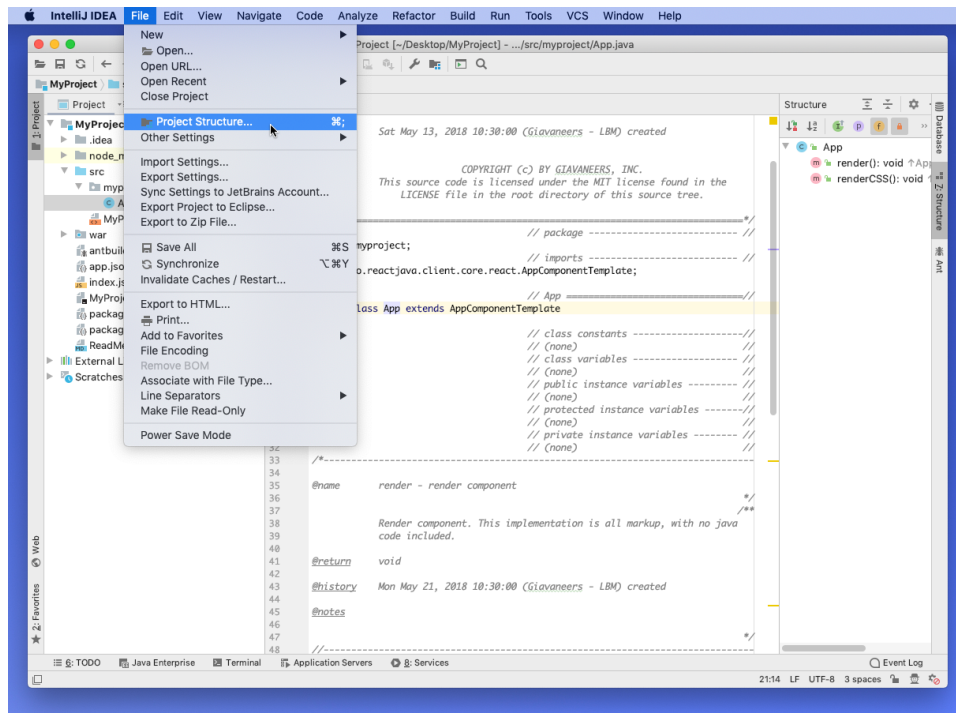 IntelliJ IDEA File Edit View Navigate Code Analyze Refactor Build Run Tools VCS Window Help
Project [~/Desktop/MyProject] - .../src/myproject/App.java
New
Open...
Open URL...
Open Recent
Close Project
Project Structure... ⌘;
Other Settings
Import Settings...
Export Settings...
Sync Settings to JetBrains Account...
Export Project to Eclipse...
Export to Zip File...
Save All ⌘S
Synchronize ⌥⌘Y
Invalidate Caches / Restart...
Export to HTML...
Print...
Add to Favorites
File Encoding
Remove BOM
Associate with File Type...
Line Separators
Make File Read-Only
Power Save Mode
MyProject
1: Project
Project
MyProjec
.idea
node_m
src
myp
A
MyP
war
antbuil
app.jso
index.js
MyProj
packag
packag
ReadMe
External L
Scratches
Web
2: Favorites
Sat May 13, 2018 10:30:00 (Giavaneers - LBM) created
COPYRIGHT (c) BY GIAVANEERS, INC.
This source code is licensed under the MIT license found in the
LICENSE file in the root directory of this source tree.
=*/
// package -------------------- //
myproject;
// imports -------------------- //
o.reactjava.client.core.react.AppComponentTemplate;
// App ========================//
lass App extends AppComponentTemplate
// class constants ----------------//
// (none) //
// class variables --------------- //
// (none) //
// public instance variables -------- //
// (none) //
// protected instance variables -------//
// (none) //
// private instance variables -------- //
32 // (none) //
33 /*------------------------------------------------------------
34
35 @name render - render component
36 */
37 /**
38 Render component. This implementation is all markup, with no java
39 code included.
40
41 @return void
42
43 @history Mon May 21, 2018 10:30:00 (Giavaneers - LBM) created
44
45 @notes
46
47 */
48 //------------------------------------------------------------
Structure
App
render(): void ↑App
renderCSS(): void
Database
Z: Structure
Ant
6: TODO Java Enterprise Terminal Application Servers 8: Services Event Log
21:14 LF UTF-8 3 spaces